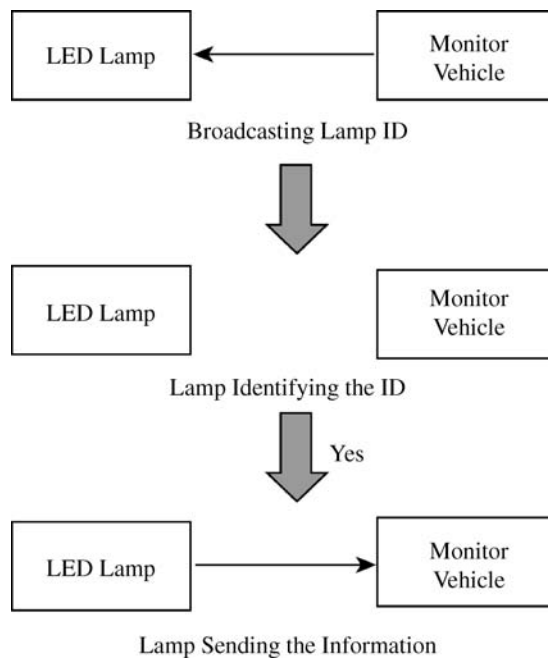 LED Lamp
Monitor
Vehicle
Broadcasting Lamp ID
LED Lamp
Monitor
Vehicle
Lamp Identifying the ID
Yes
LED Lamp
Monitor
Vehicle
Lamp Sending the Information